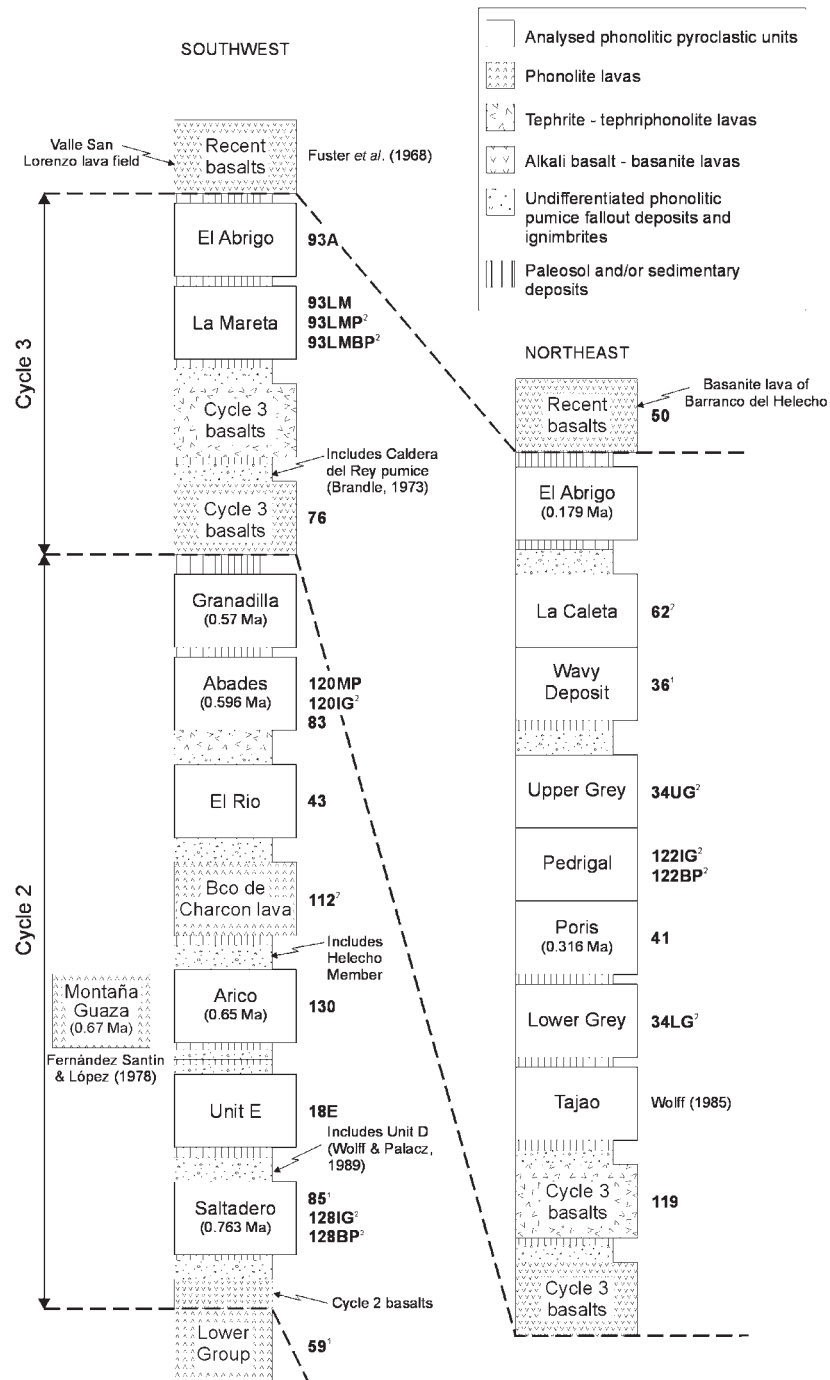 SOUTHWEST
Analysed phonolitic pyroclastic units
Phonolite lavas
Tephrite - tephriphonolite lavas
Alkali basalt - basanite lavas
Undifferentiated phonolitic
pumice fallout deposits and
ignimbrites
Paleosol and/or sedimentary
deposits
Valle San
Lorenzo lava field
Recent
basalts
Fuster et al. (1968)
Cycle 3
El Abrigo
93A
La Mareta
93LM
93LMP²
93LMBP²
Cycle 3
basalts
Includes Caldera
del Rey pumice
(Brandle, 1973)
Cycle 3
basalts
76
Cycle 2
Granadilla
(0.57 Ma)
Abades
(0.596 Ma)
120MP
120IG²
83
El Rio
43
Bco de
Charcon lava
112²
Includes
Helecho
Member
Montaña
Guaza
(0.67 Ma)
Fernández Santín
& López (1978)
Arico
(0.65 Ma)
130
Unit E
18E
Includes Unit D
(Wolff & Palacz,
1989)
Saltadero
(0.763 Ma)
85¹
128IG²
128BP²
Cycle 2 basalts
Lower
Group
59¹
NORTHEAST
Recent
basalts
50
Basanite lava of
Barranco del Helecho
El Abrigo
(0.179 Ma)
La Caleta
62²
Wavy
Deposit
36¹
Upper Grey
34UG²
Pedrigal
122IG²
122BP²
Poris
(0.316 Ma)
41
Lower Grey
34LG²
Tajao
Wolff (1985)
Cycle 3
basalts
119
Cycle 3
basalts